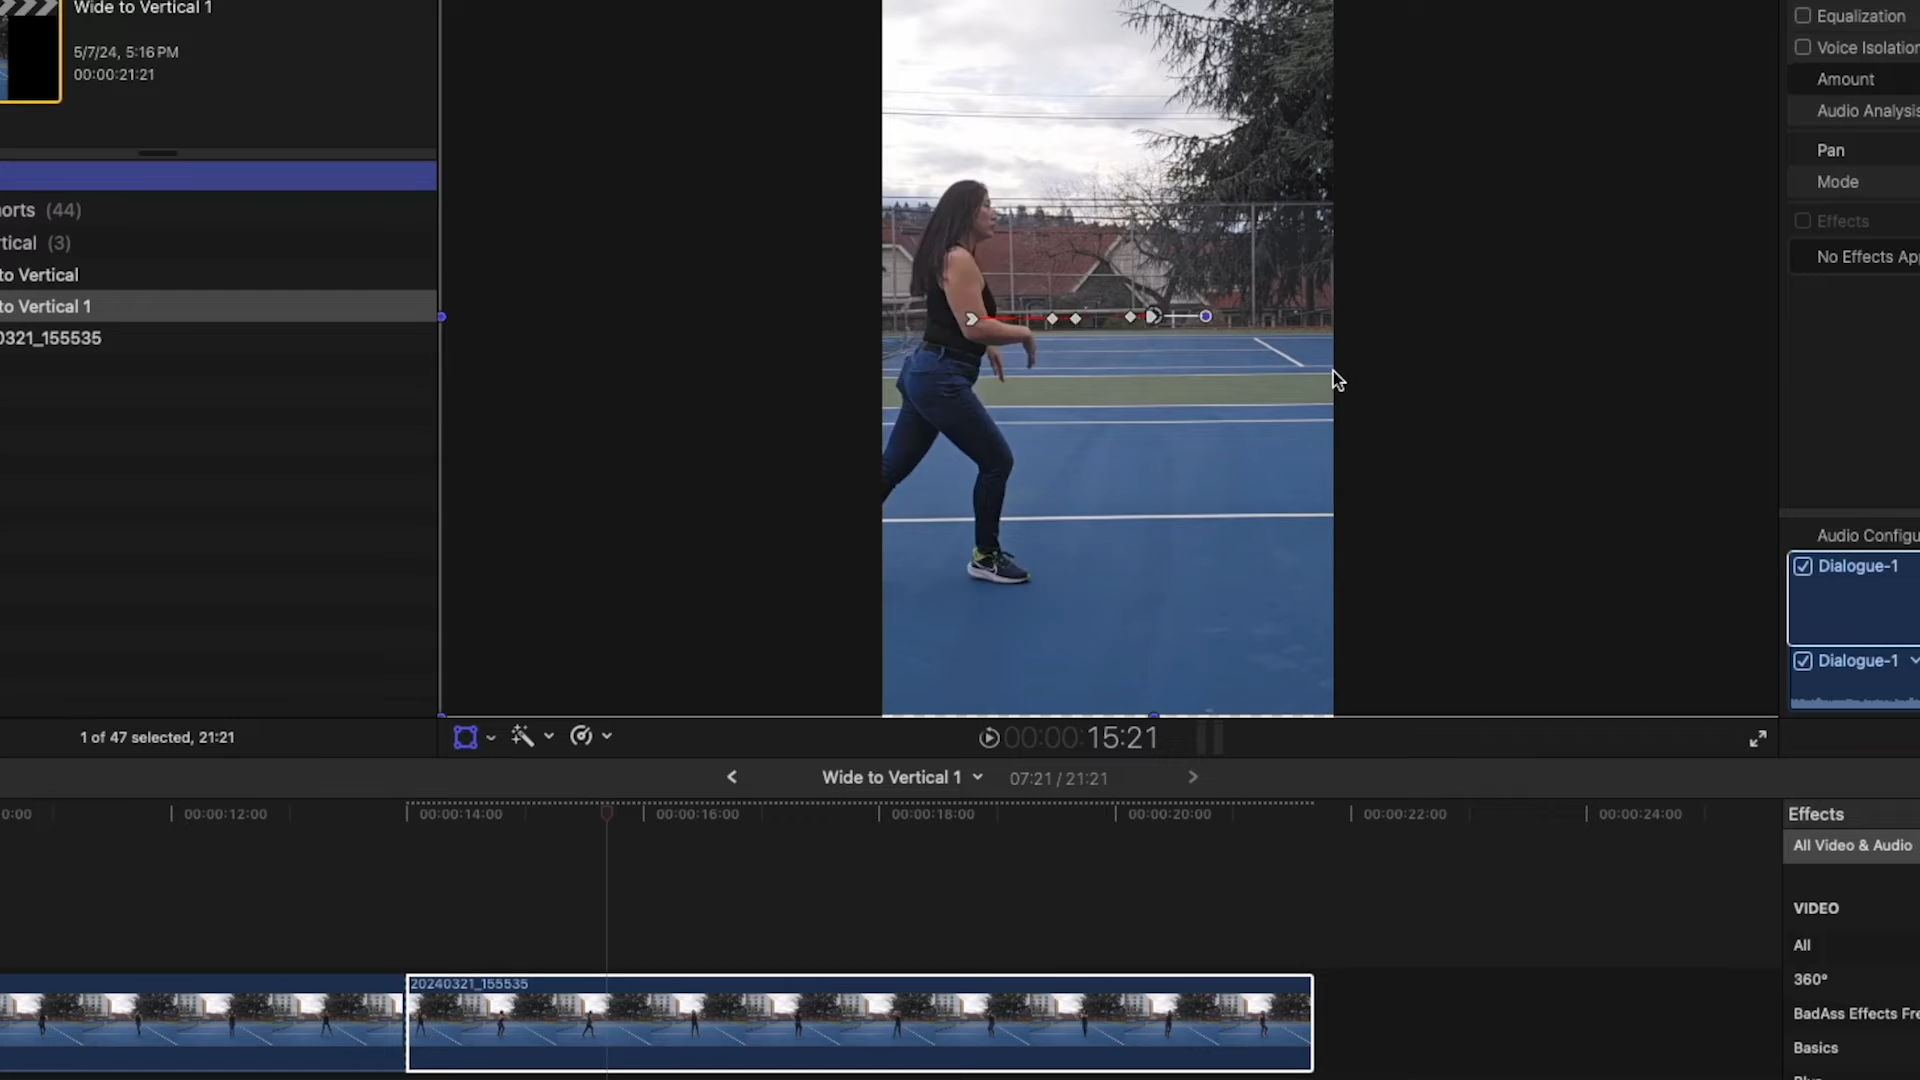 Wide to Vertical 1
5/7/24, 5:16 PM
00:00:21:21
orts (44)
tical (3)
to Vertical
to Vertical 1
0321_155535
1 of 47 selected, 21:21
00:00:15:21
Equalization
Voice Isolation
Amount
Audio Analysis
Pan
Mode
Effects
No Effects App
Audio Configu
Dialogue-1
Dialogue-1
Wide to Vertical 1
07:21 / 21:21
0:00
00:00:12:00
00:00:14:00
00:00:16:00
00:00:18:00
00:00:20:00
00:00:22:00
00:00:24:00
20240321_155535
Effects
All Video & Audio
VIDEO
All
360°
BadAss Effects Fre
Basics